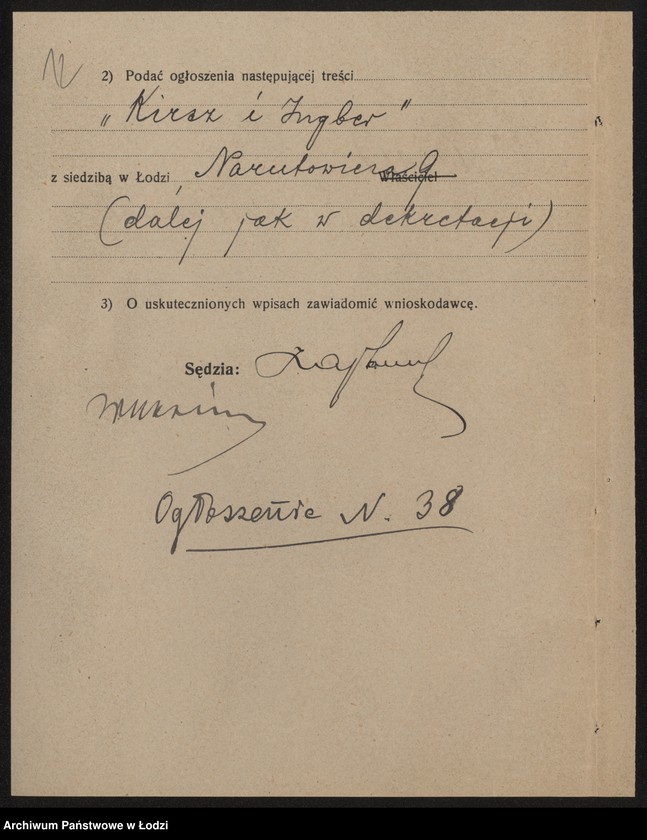 2) Podać ogłoszenia następującej treści
„Kirsz i Ingber"
z siedzibą w Łodzi, Narutowicza 9 Właściciel
(dalej jak w dekretacji)
3) O uskutecznionych wpisach zawiadomić wnioskodawcę.
Sędzia:
Ogłoszenie N. 38
Archiwum Państwowe w Łodzi